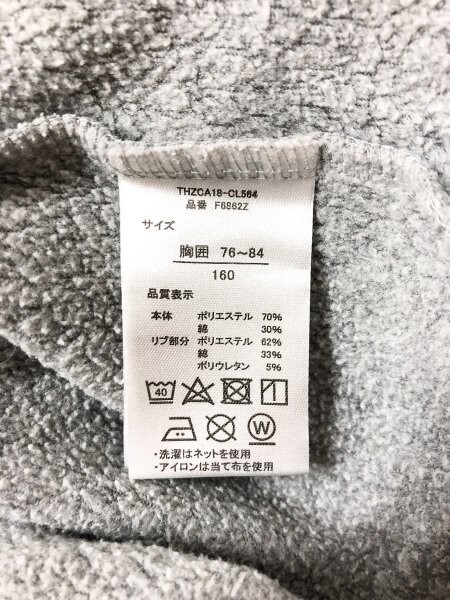 THZCA18-CL564
品番 F6862Z
サイズ
胸囲 76～84
160
品質表示
本体 ポリエステル 70%
綿 30%
リブ部分 ポリエステル 62%
綿 33%
ポリウレタン 5%
40
W
・洗濯はネットを使用
・アイロンは当て布を使用